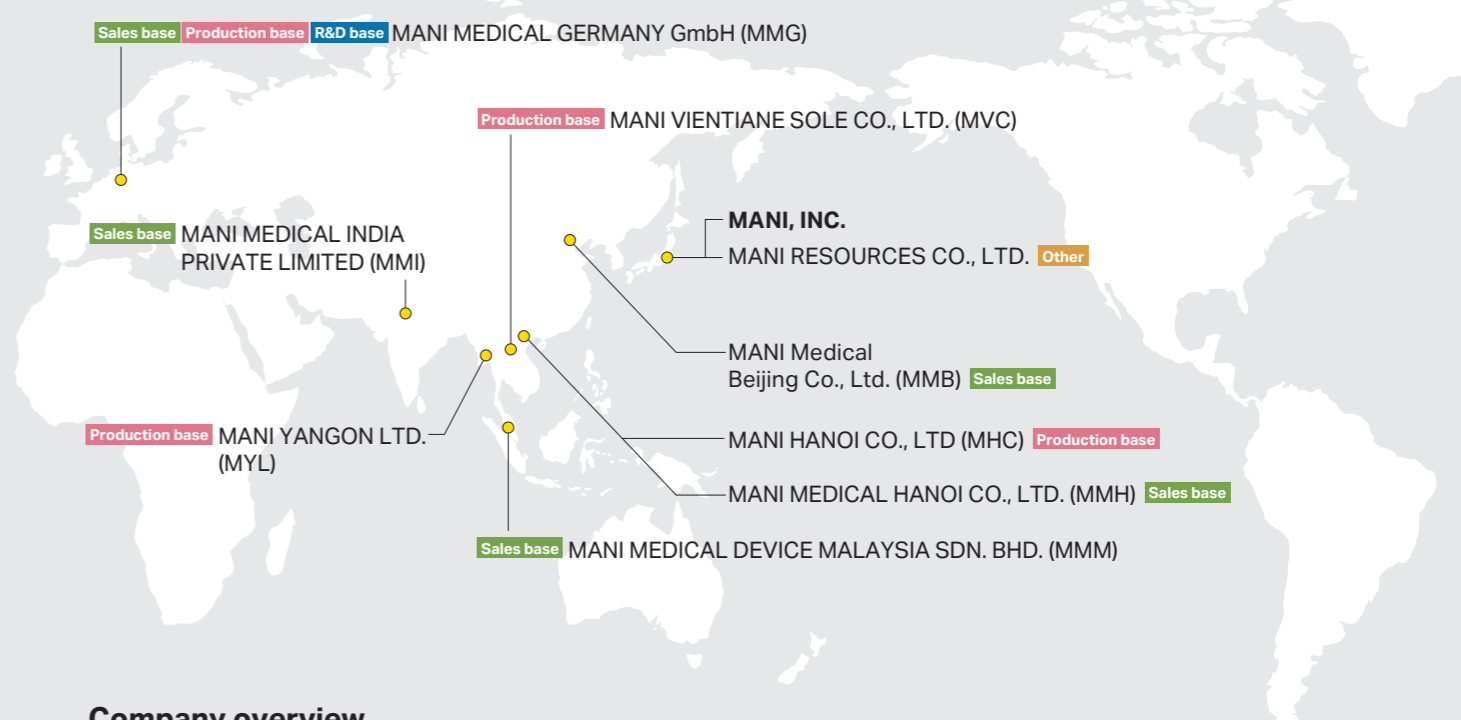 Sales base Production base R&D base MANI MEDICAL GERMANY GmbH (MMG)
Production base MANI VIENTIANE SOLE CO., LTD. (MVC)
MANI, INC.
Sales base MANI MEDICAL INDIA
PRIVATE LIMITED (MMI)
MANI RESOURCES CO., LTD. Other
MANI Medical
Beijing Co., Ltd. (MMB) Sales base
Production base MANI YANGON LTD.
(MYL)
MANI HANOI CO., LTD (MHC) Production base
MANI MEDICAL HANOI CO., LTD. (MMH) Sales base
Sales base MANI MEDICAL DEVICE MALAYSIA SDN. BHD. (MMM)
Company overview